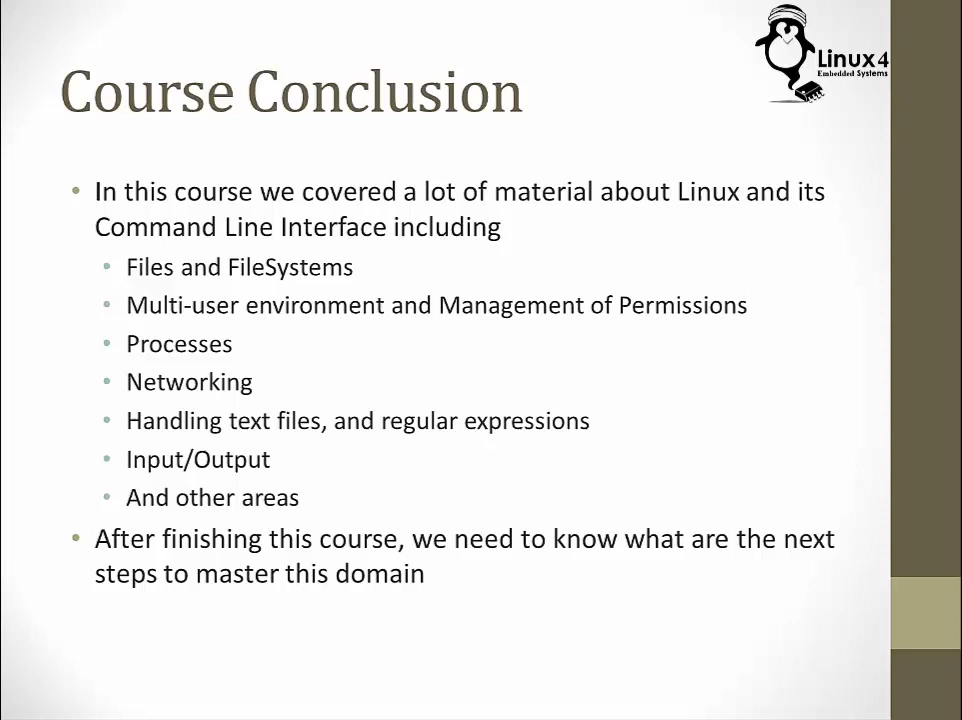 Linux 4
Embedded Systems
Course Conclusion
• In this course we covered a lot of material about Linux and its
Command Line Interface including
• Files and FileSystems
• Multi-user environment and Management of Permissions
• Processes
• Networking
• Handling text files, and regular expressions
• Input/Output
• And other areas
• After finishing this course, we need to know what are the next
steps to master this domain